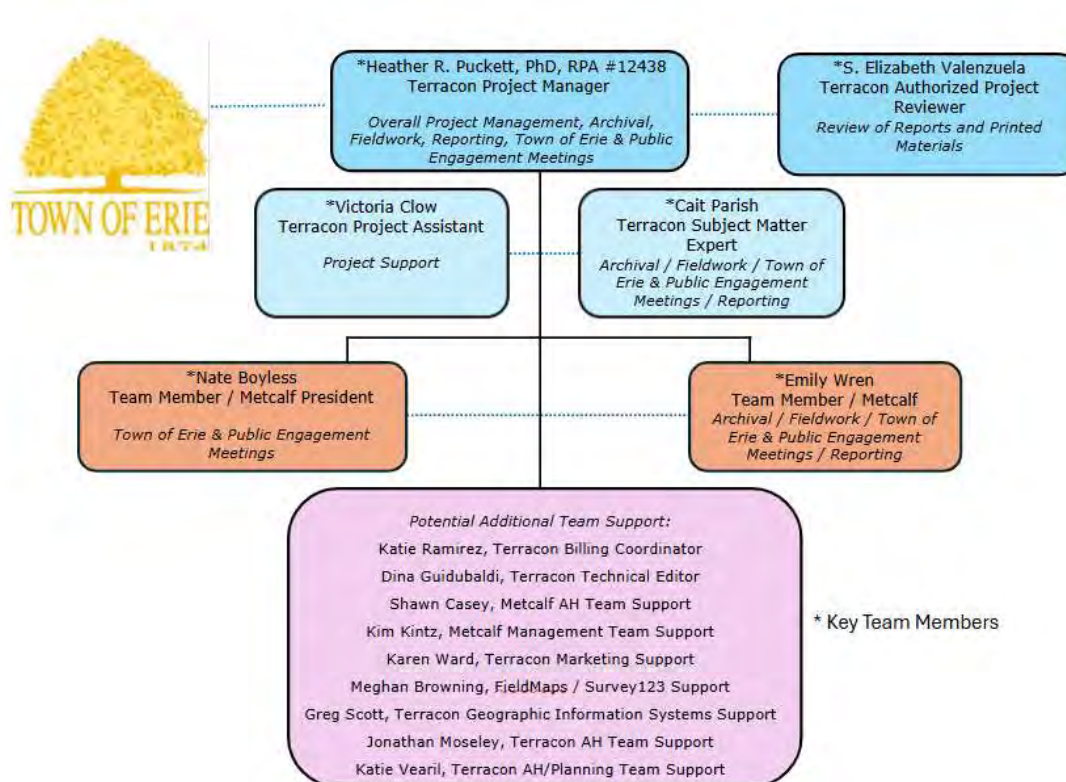 TOWN OF ERIE
1874
*Heather R. Puckett, PhD, RPA #12438
Terracon Project Manager
Overall Project Management, Archival,
Fieldwork, Reporting, Town of Erie & Public
Engagement Meetings
*S. Elizabeth Valenzuela
Terracon Authorized Project
Reviewer
Review of Reports and Printed
Materials
*Victoria Clow
Terracon Project Assistant
Project Support
*Cait Parish
Terracon Subject Matter
Expert
Archival / Fieldwork / Town of
Erie & Public Engagement
Meetings / Reporting
*Nate Boyless
Team Member / Metcalf President
Town of Erie & Public Engagement
Meetings
*Emily Wren
Team Member / Metcalf
Archival / Fieldwork / Town of
Erie & Public Engagement
Meetings / Reporting
Potential Additional Team Support:
Katie Ramirez, Terracon Billing Coordinator
Dina Guidubaldi, Terracon Technical Editor
Shawn Casey, Metcalf AH Team Support
Kim Kintz, Metcalf Management Team Support
Karen Ward, Terracon Marketing Support
Meghan Browning, FieldMaps / Survey123 Support
Greg Scott, Terracon Geographic Information Systems Support
Jonathan Moseley, Terracon AH Team Support
Katie Vearil, Terracon AH/Planning Team Support
* Key Team Members